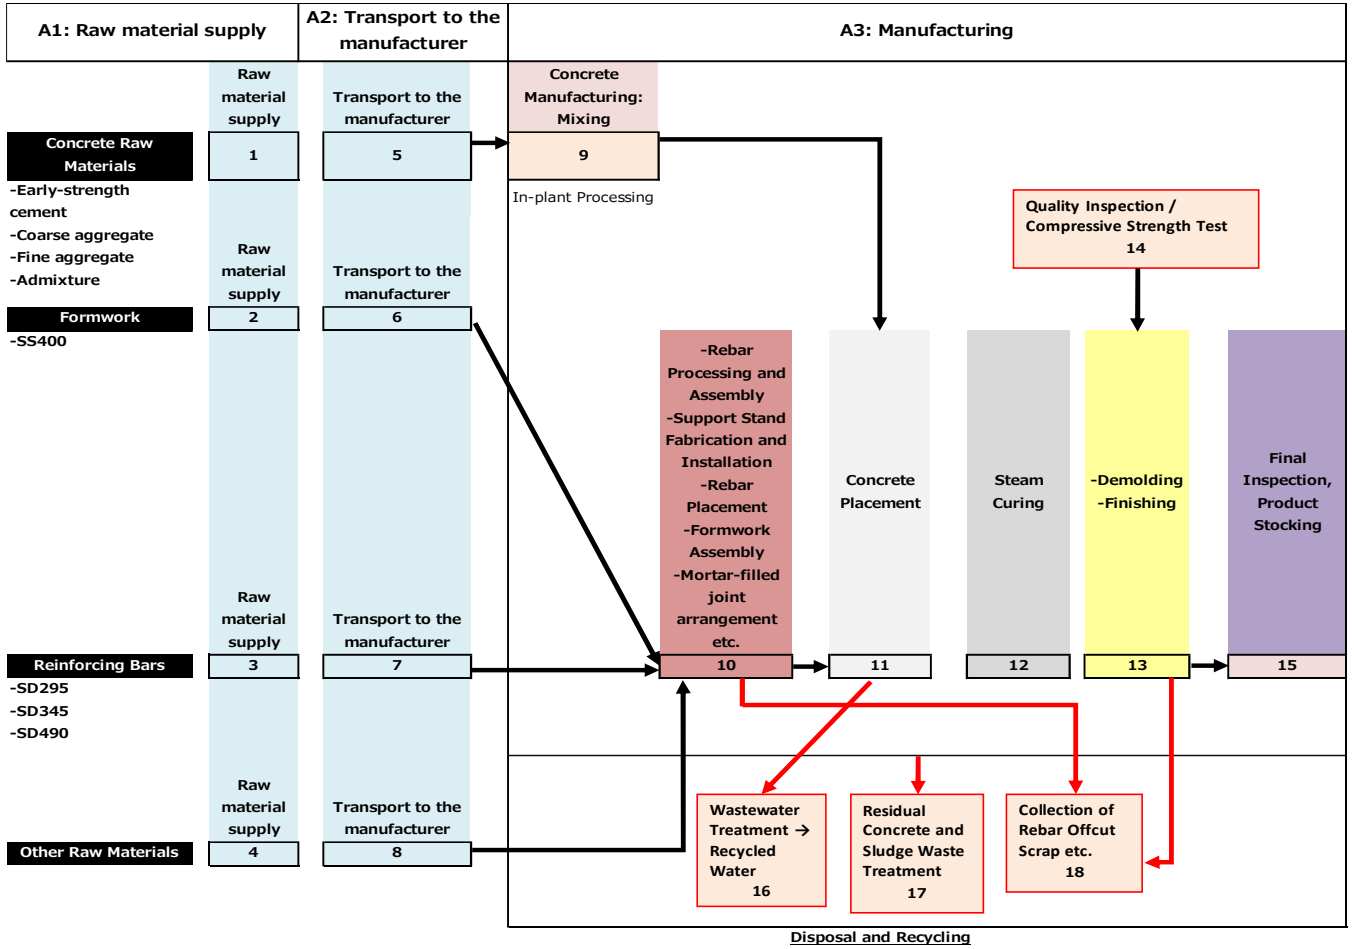 A1: Raw material supply
A2: Transport to the
manufacturer
A3: Manufacturing
Raw
material
supply
Transport to the
manufacturer
Concrete
Manufacturing:
Mixing
Concrete Raw
Materials
1
5
9
-Early-strength
cement
-Coarse aggregate
-Fine aggregate
-Admixture
In-plant Processing
Quality Inspection /
Compressive Strength Test
14
Raw
material
supply
Transport to the
manufacturer
Formwork
2
6
-SS400
-Rebar
Processing and
Assembly
-Support Stand
Fabrication and
Installation
-Rebar
Placement
-Formwork
Assembly
-Mortar-filled
joint
arrangement
etc.
Concrete
Placement
Steam
Curing
-Demolding
-Finishing
Final
Inspection,
Product
Stocking
Raw
material
supply
Transport to the
manufacturer
Reinforcing Bars
3
7
10
11
12
13
15
-SD295
-SD345
-SD490
Raw
material
supply
Transport to the
manufacturer
Other Raw Materials
4
8
Wastewater
Treatment →
Recycled
Water
16
Residual
Concrete and
Sludge Waste
Treatment
17
Collection of
Rebar Offcut
Scrap etc.
18
Disposal and Recycling